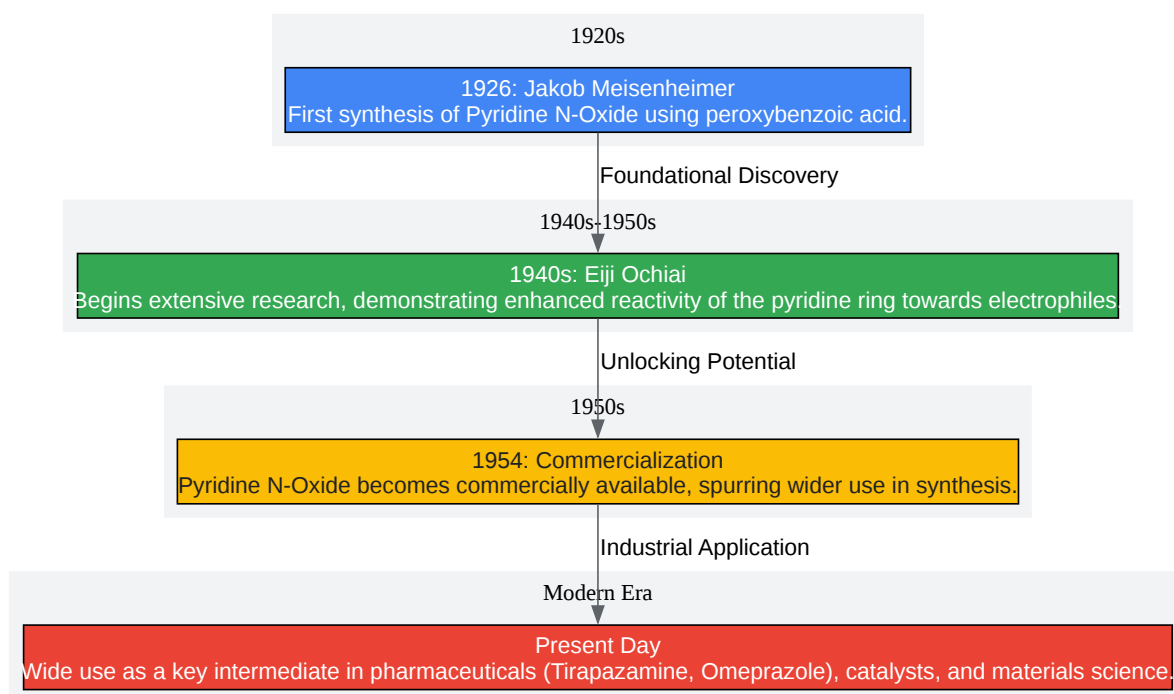 1920s
1926: Jakob Meisenheimer
First synthesis of Pyridine N-Oxide using peroxybenzoic acid.
Foundational Discovery
1940s-1950s
1940s: Eiji Ochiai
Begins extensive research, demonstrating enhanced reactivity of the pyridine ring towards electrophiles.
Unlocking Potential
1950s
1954: Commercialization
Pyridine N-Oxide becomes commercially available, spurring wider use in synthesis.
Industrial Application
Modern Era
Present Day
Wide use as a key intermediate in pharmaceuticals (Tirapazamine, Omeprazole), catalysts, and materials science.